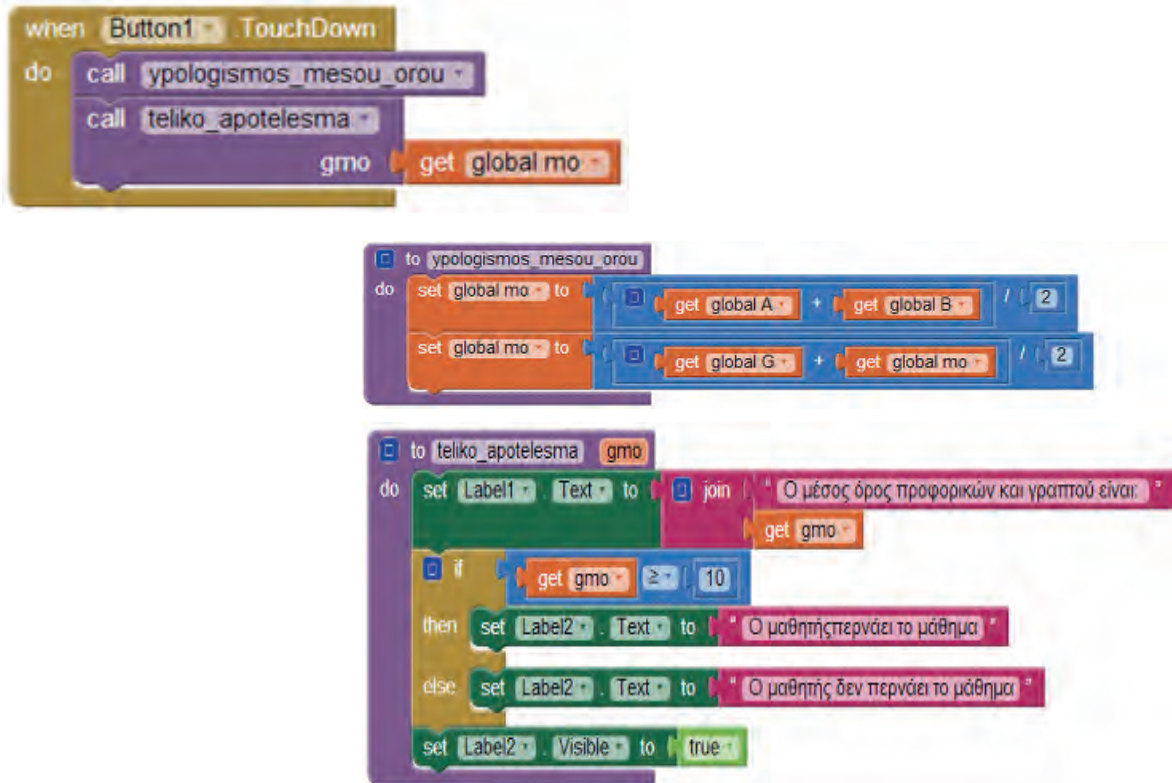 when Button1 .TouchDown
do call ypologismos_mesou_orou
call teliko_apotelesma
gmo get global mo
to ypologismos_mesou_orou
do set global mo to get global A + get global B / 2
set global mo to get global G + get global mo / 2
to teliko_apotelesma gmo
do set Label1 . Text to join " Ο μέσος όρος προφορικών και γραπτού είναι: "
get gmo
if get gmo ≥ 10
then set Label2 . Text to " Ο μαθητήςπερνάει το μάθημα "
else set Label2 . Text to " Ο μαθητής δεν περνάει το μάθημα "
set Label2 . Visible to true